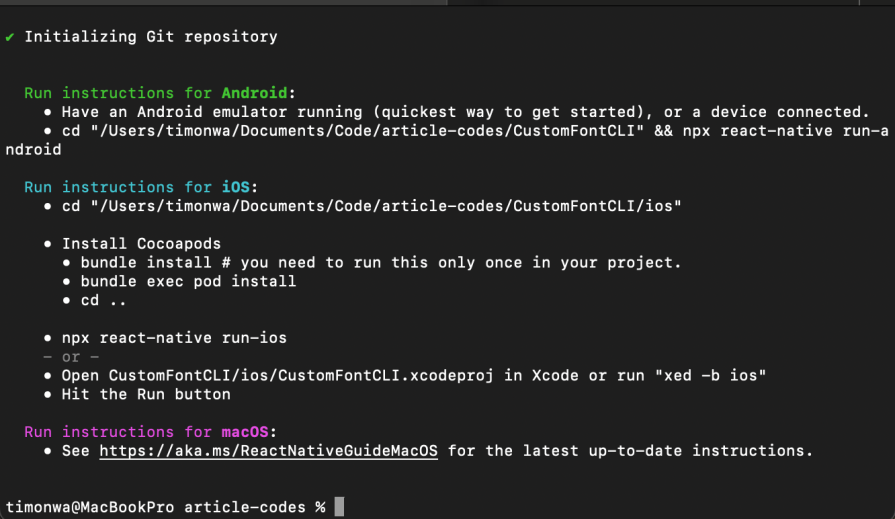 ✔ Initializing Git repository
Run instructions for Android:
• Have an Android emulator running (quickest way to get started), or a device connected.
• cd "/Users/timonwa/Documents/Code/article-codes/CustomFontCLI" && npx react-native run-a
ndroid
Run instructions for iOS:
• cd "/Users/timonwa/Documents/Code/article-codes/CustomFontCLI/ios"
• Install Cocoapods
• bundle install # you need to run this only once in your project.
• bundle exec pod install
• cd ..
• npx react-native run-ios
– or –
• Open CustomFontCLI/ios/CustomFontCLI.xcodeproj in Xcode or run "xed -b ios"
• Hit the Run button
Run instructions for macOS:
• See https://aka.ms/ReactNativeGuideMacOS for the latest up-to-date instructions.
timonwa@MacBookPro article-codes %